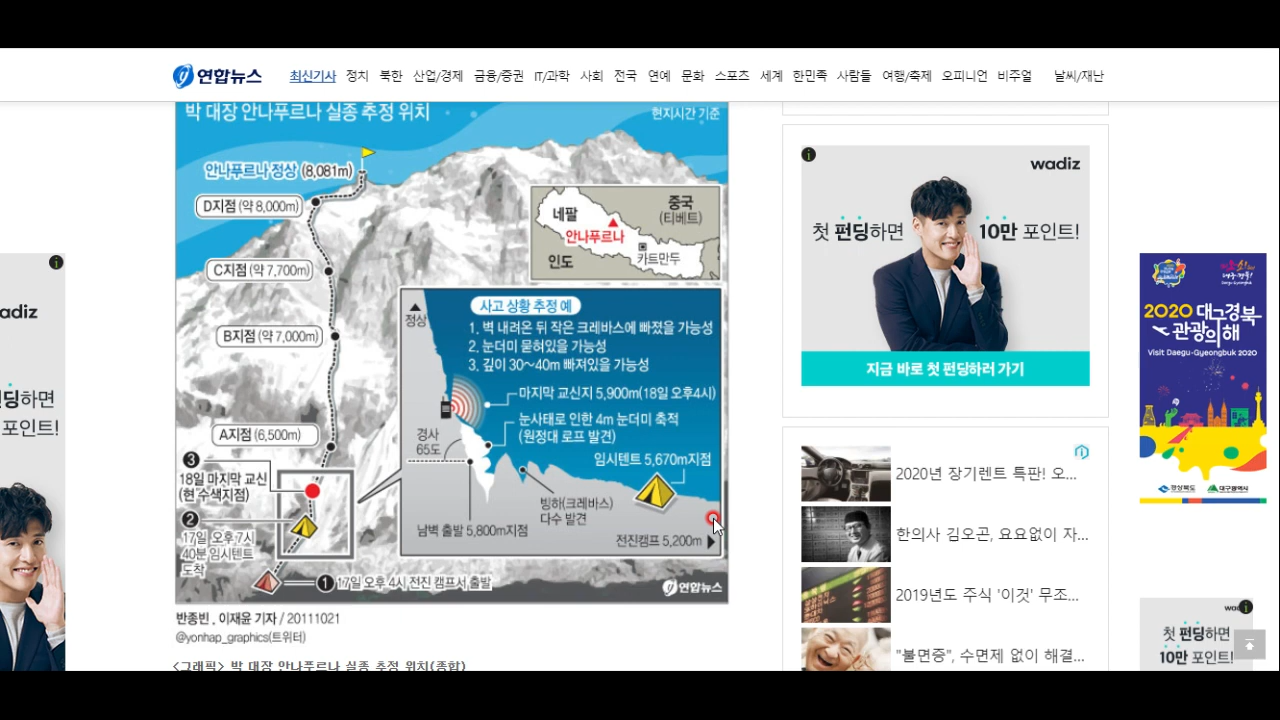 연합뉴스
최신기사 정치 북한 산업/경제 금융/증권 IT/과학 사회 전국 연예 문화 스포츠 세계 한민족 사람들 여행/축제 오피니언 비주얼 날씨/재난
박 대장 안나푸르나 실종 추정 위치
현지시간 기준
안나푸르나 정상 (8,081m)
D지점 (약 8,000m)
C지점 (약 7,700m)
B지점 (약 7,000m)
A지점 (6,500m)
중국
(티베트)
네팔
안나푸르나
카트만두
인도
사고 상황 추정 예
정상
1. 벽 내려온 뒤 작은 크레바스에 빠졌을 가능성
2. 눈더미 묻혀있을 가능성
3. 깊이 30~40m 빠져있을 가능성
마지막 교신지 5,900m(18일 오후4시)
눈사태로 인한 4m 눈더미 축적
(원정대 로프 발견)
경사
65도
임시텐트 5,670m지점
빙하(크레바스)
다수 발견
남벽 출발 5,800m지점
전진캠프 5,200m
3
18일 마지막 교신
(현 수색지점)
2
17일 오후 7시
40분 임시텐트
도착
1 17일 오후 4시 전진 캠프서 출발
연합뉴스
반종빈, 이재윤 기자 / 20111021
@yonhap_graphics(트위터)
<그래픽> 박 대장 안나푸르나 실종 추정 위치(종합)
wadiz
첫 펀딩하면 10만 포인트!
지금 바로 첫 펀딩하러 가기
2020년 장기렌트 특판! 오...
한의사 김오곤, 요요없이 자...
2019년도 주식 '이것' 무조...
"불면증", 수면제 없이 해결...
adiz
딩하면
포인트!
2020 대구경북
관광의해
Visit Daegu-Gyeongbuk 2020
경상북도 대구광역시
첫 펀딩하면
10만 포인트!